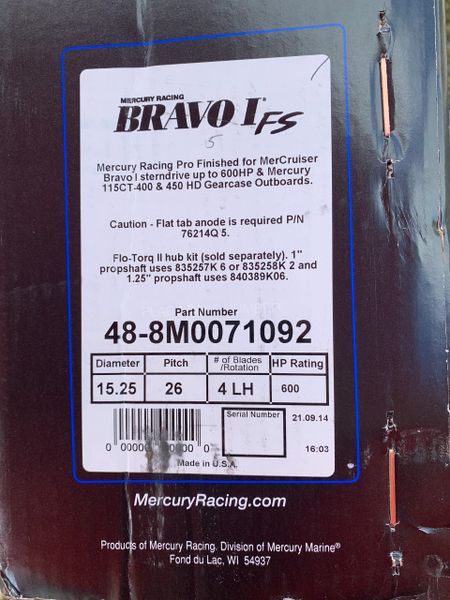 MERCURY RACING
BRAVO I FS
5
Mercury Racing Pro Finished for MerCruiser
Bravo I sterndrive up to 600HP & Mercury
115CT-400 & 450 HD Gearcase Outboards.
Caution - Flat tab anode is required P/N
76214Q 5.
Flo-Torq II hub kit (sold separately). 1"
propshaft uses 835257K 6 or 835258K 2 and
1.25" propshaft uses 840389K06.
Part Number
48-8M0071092
Diameter Pitch # of Blades /Rotation HP Rating
15.25 26 4 LH 600
Serial Number 21.09.14
16:03
0 00000 00000 0
Made in U.S.A.
MercuryRacing.com
Products of Mercury Racing. Division of Mercury Marine®
Fond du Lac, WI 54937